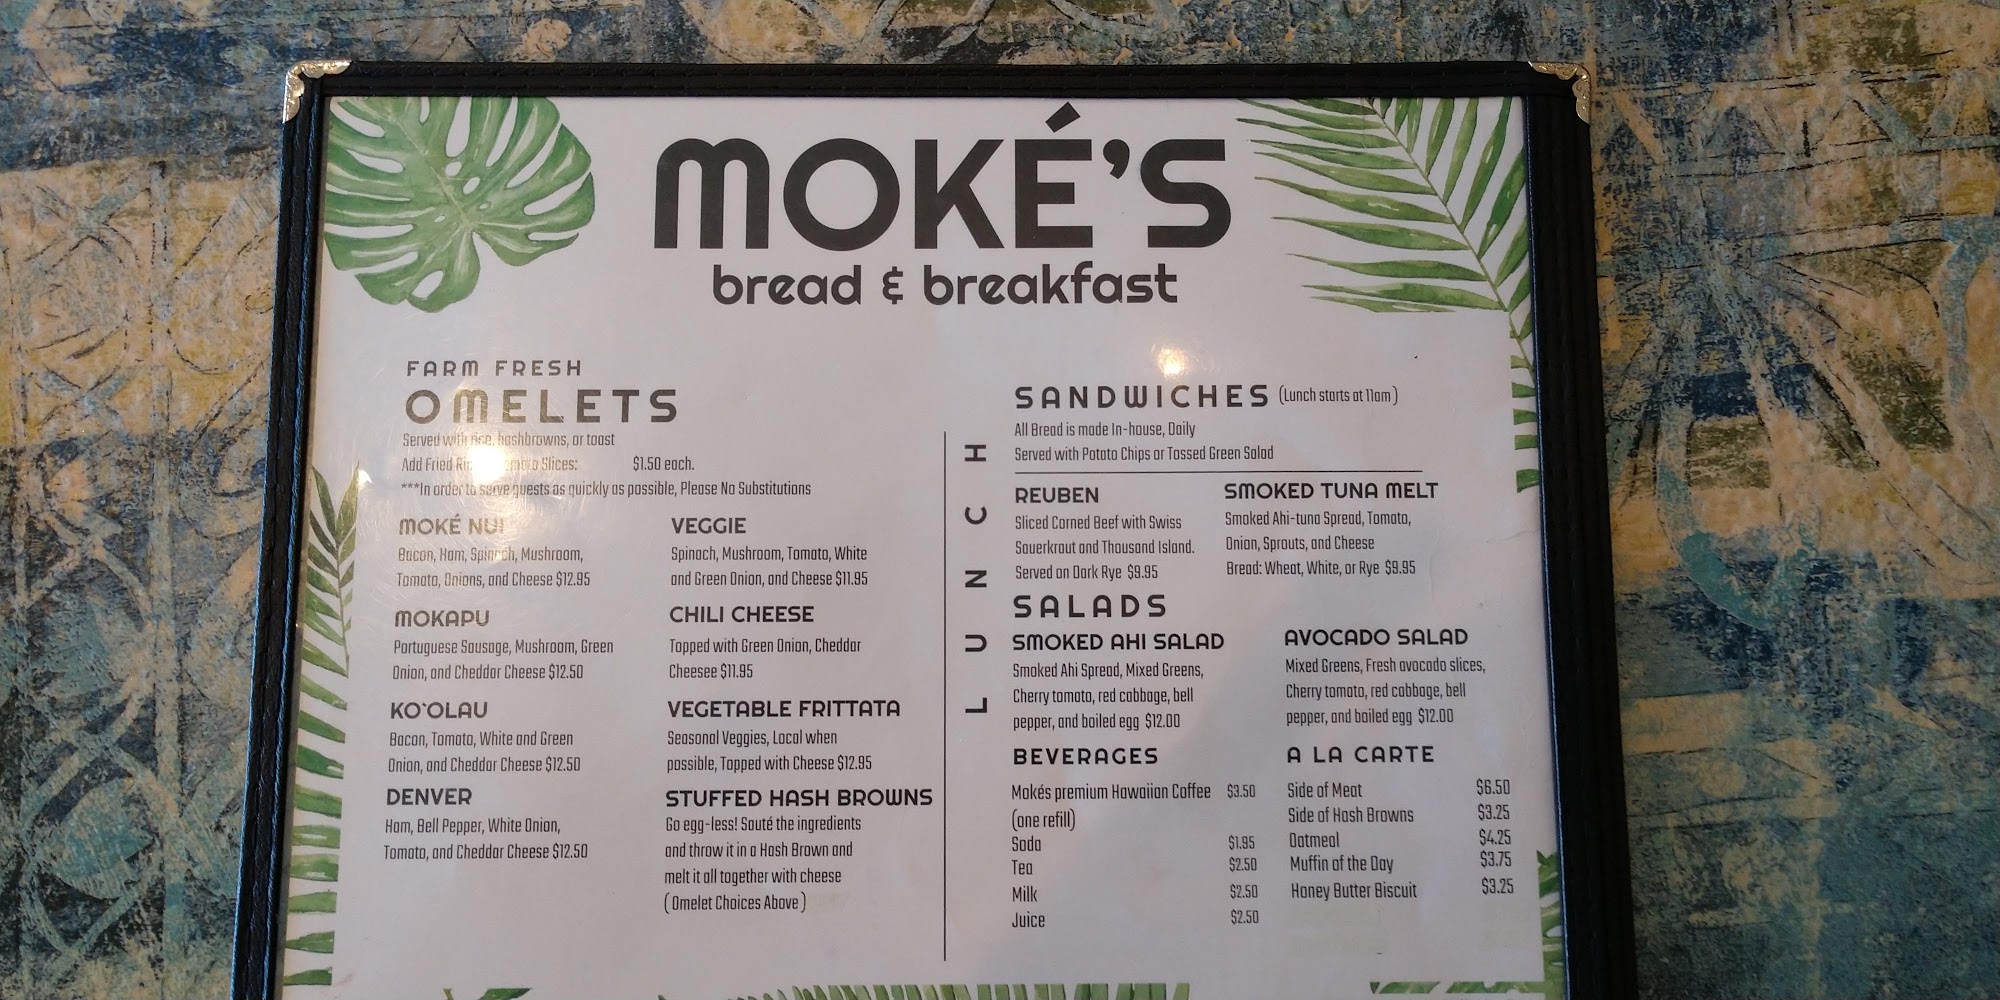 MOKÉ'S
bread & breakfast
FARM FRESH
OMELETS
Served with rice, hashbrowns, or toast
Add Fried Slices: $1.50 each.
***In order to serve guests as quickly as possible, Please No Substitutions
MOKÉ NUI
Bacon, Ham, Spinach, Mushroom,
Tomato, Onions, and Cheese $12.95
MOKAPU
Portuguese Sausage, Mushroom, Green
Onion, and Cheddar Cheese $12.50
KO`OLAU
Bacon, Tomato, White and Green
Onion, and Cheddar Cheese $12.50
DENVER
Ham, Bell Pepper, White Onion,
Tomato, and Cheddar Cheese $12.50
VEGGIE
Spinach, Mushroom, Tomato, White
and Green Onion, and Cheese $11.95
CHILI CHEESE
Topped with Green Onion, Cheddar
Cheesee $11.95
VEGETABLE FRITTATA
Seasonal Veggies, Local when
possible, Topped with Cheese $12.95
STUFFED HASH BROWNS
Go egg-less! Sauté the ingredients
and throw it in a Hash Brown and
melt it all together with cheese
( Omelet Choices Above )
LUNCH
SANDWICHES (Lunch starts at 11am )
All Bread is made In-house, Daily
Served with Potato Chips or Tossed Green Salad
REUBEN
Sliced Corned Beef with Swiss
Sauerkraut and Thousand Island.
Served on Dark Rye $9.95
SMOKED TUNA MELT
Smoked Ahi-tuna Spread, Tomato,
Onion, Sprouts, and Cheese
Bread: Wheat, White, or Rye $9.95
SALADS
SMOKED AHI SALAD
Smoked Ahi Spread, Mixed Greens,
Cherry tomato, red cabbage, bell
pepper, and boiled egg $12.00
AVOCADO SALAD
Mixed Greens, Fresh avocado slices,
Cherry tomato, red cabbage, bell
pepper, and boiled egg $12.00
BEVERAGES
Mokés premium Hawaiian Coffee $3.50
(one refill)
Soda $1.95
Tea $2.50
Milk $2.50
Juice $2.50
A LA CARTE
Side of Meat $6.50
Side of Hash Browns $3.25
Oatmeal $4.25
Muffin of the Day $3.75
Honey Butter Biscuit $3.25